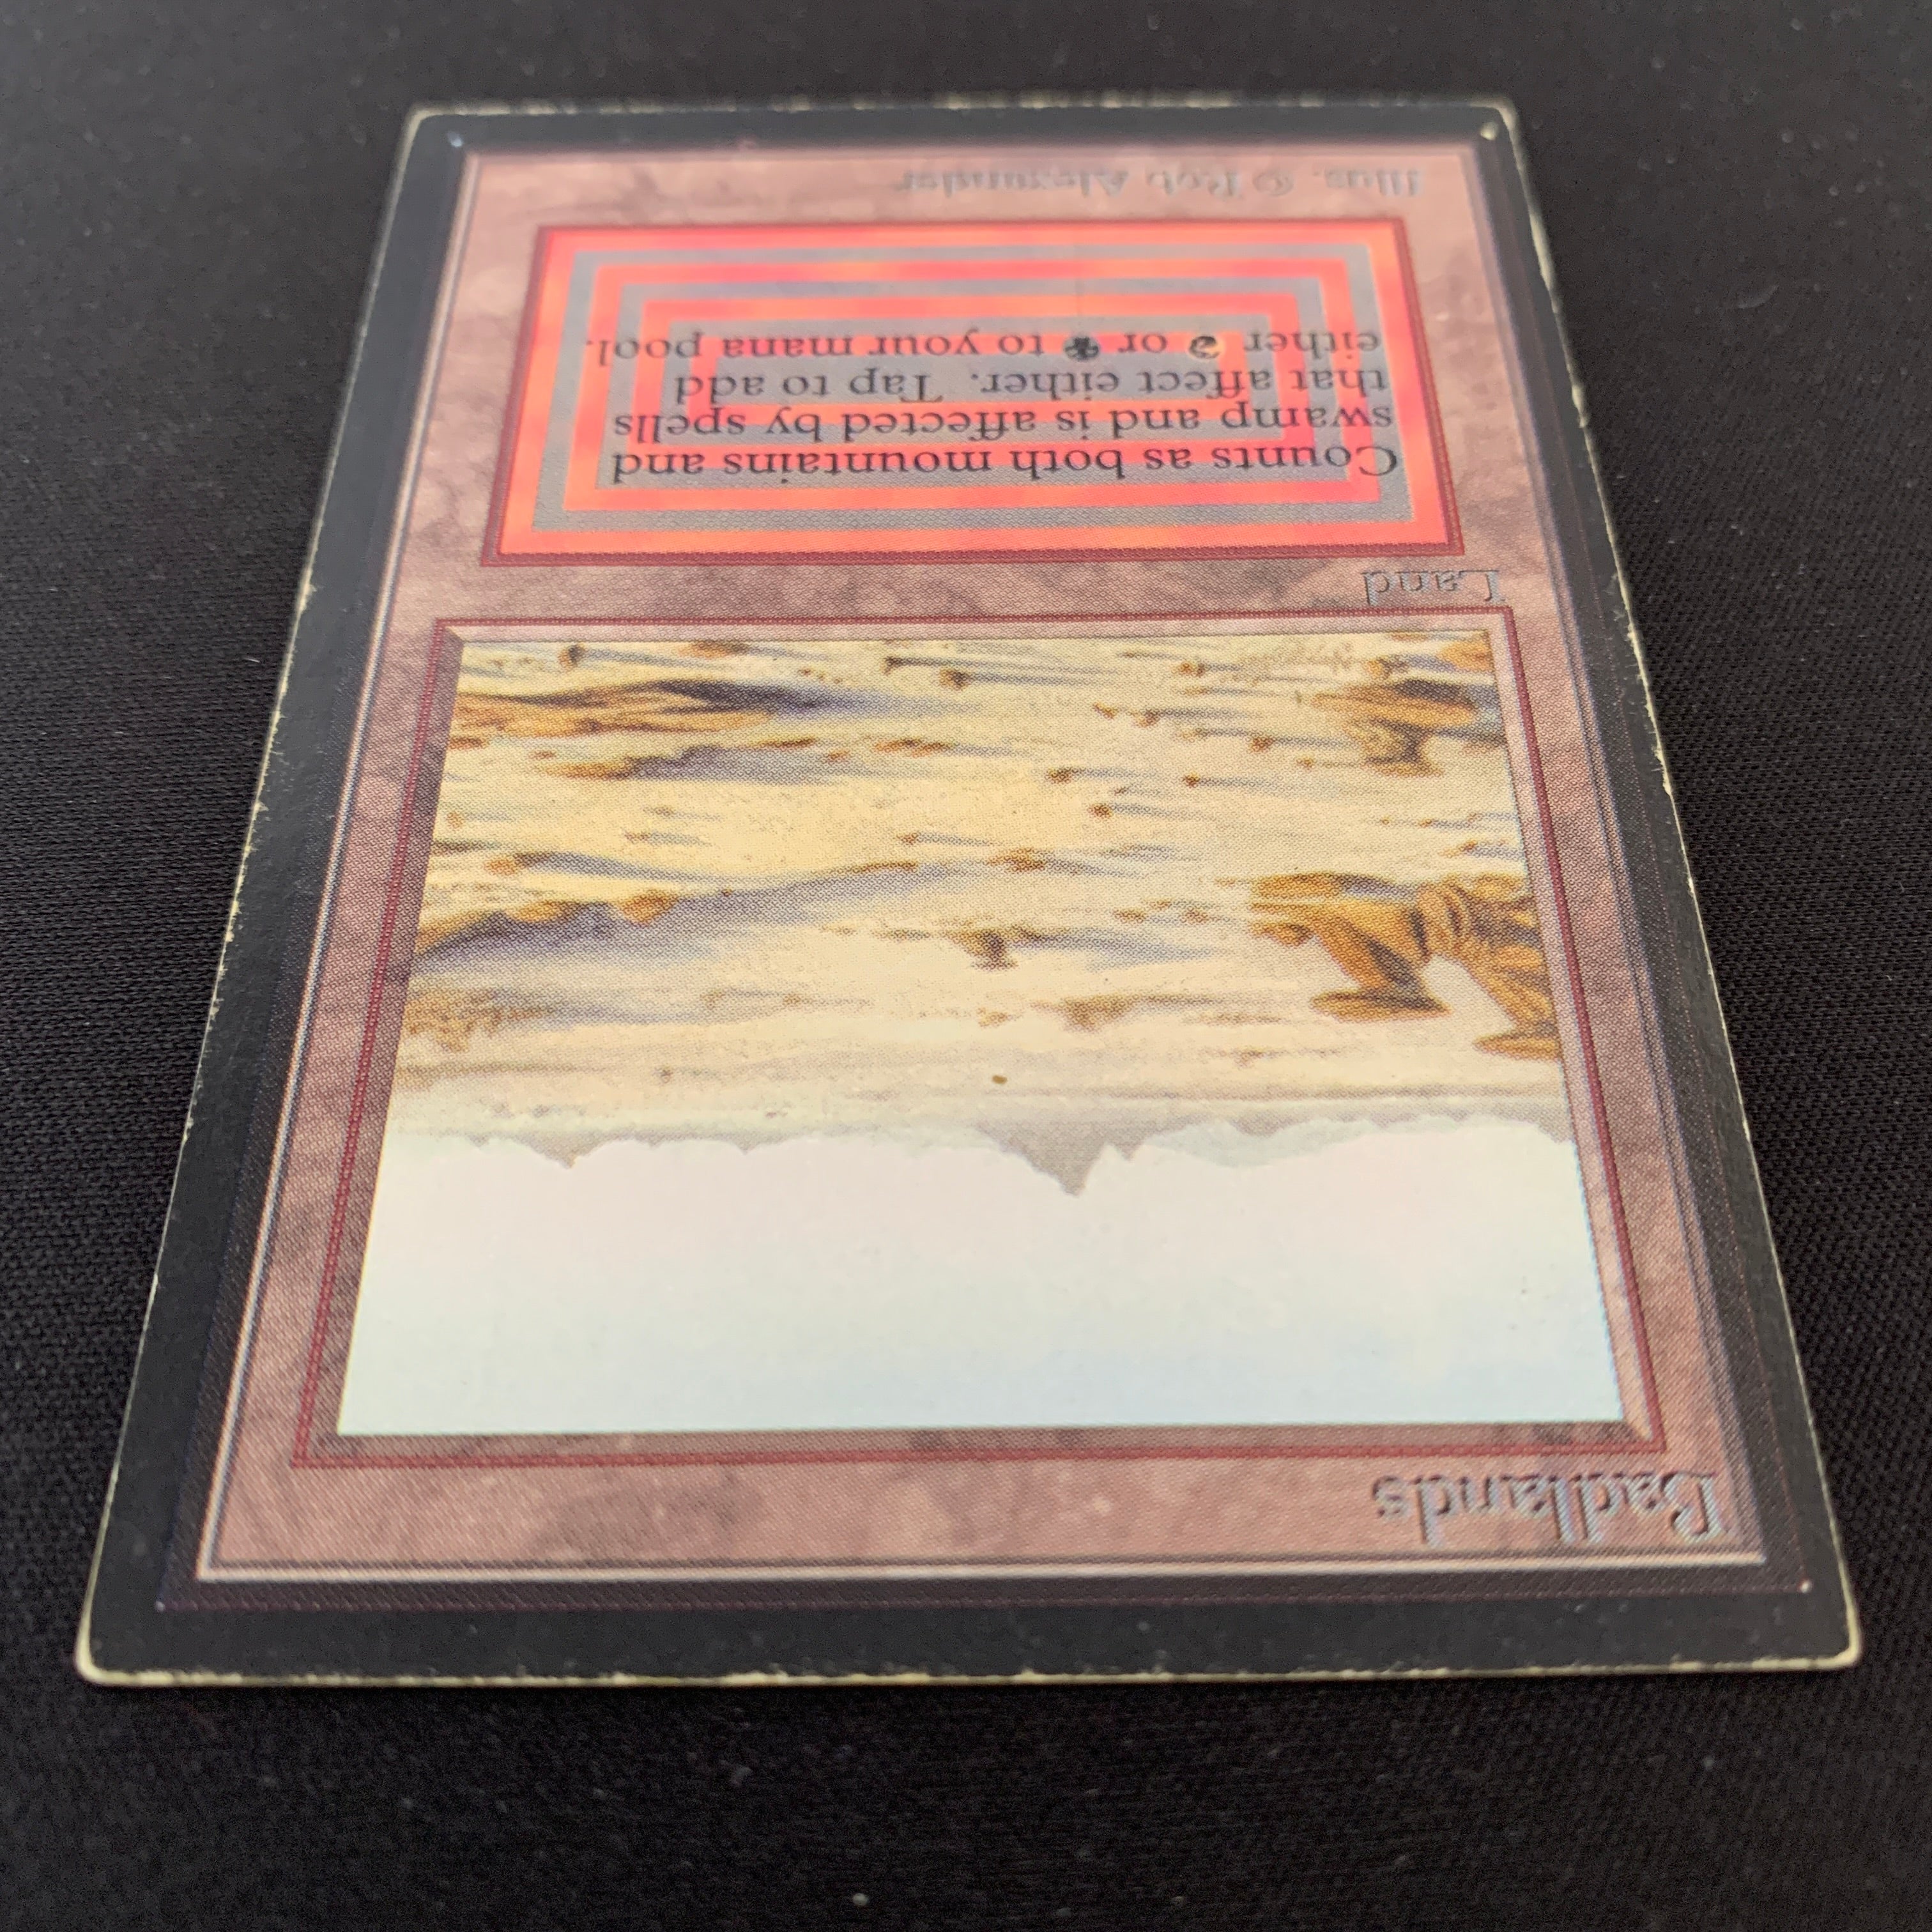 Badlands
Land
Counts as both mountains and
swamp and is affected by spells
that affect either. Tap to add
either or to your mana pool.
Illus. © Rob Alexander